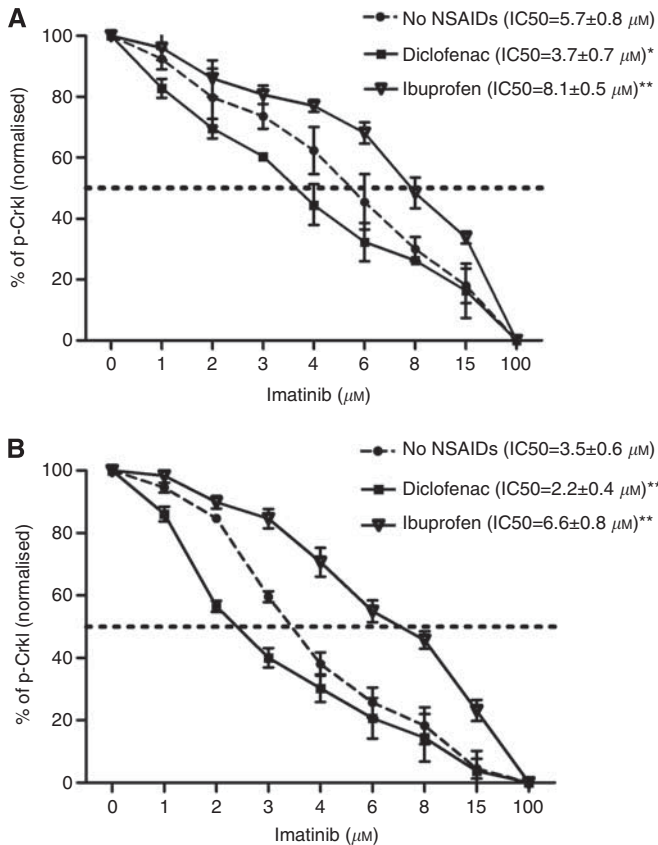 A
No NSAIDs (IC50=5.7±0.8 μM)
Diclofenac (IC50=3.7±0.7 μM)*
Ibuprofen (IC50=8.1±0.5 μM)**
% of p-Crkl (normalised)
100
80
60
40
20
0
0 1 2 3 4 6 8 15 100
Imatinib (μM)
B
No NSAIDs (IC50=3.5±0.6 μM)
Diclofenac (IC50=2.2±0.4 μM)**
Ibuprofen (IC50=6.6±0.8 μM)**
% of p-Crkl (normalised)
100
80
60
40
20
0
0 1 2 3 4 6 8 15 100
Imatinib (μM)